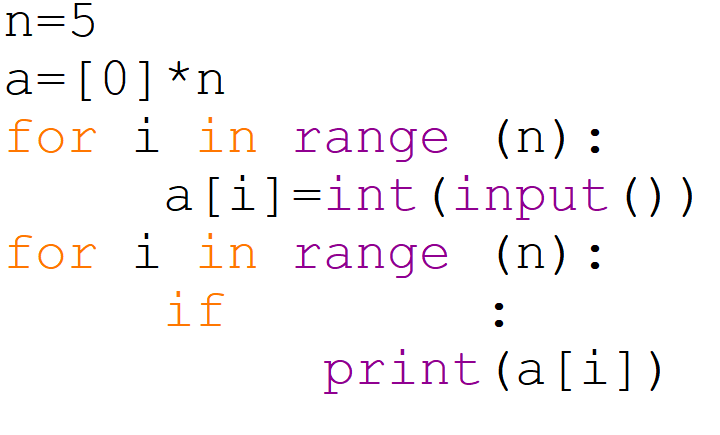 n=5
a=[0]*n
for i in range (n):
     a[i]=int(input())
for i in range (n):
     if        :
          print(a[i])